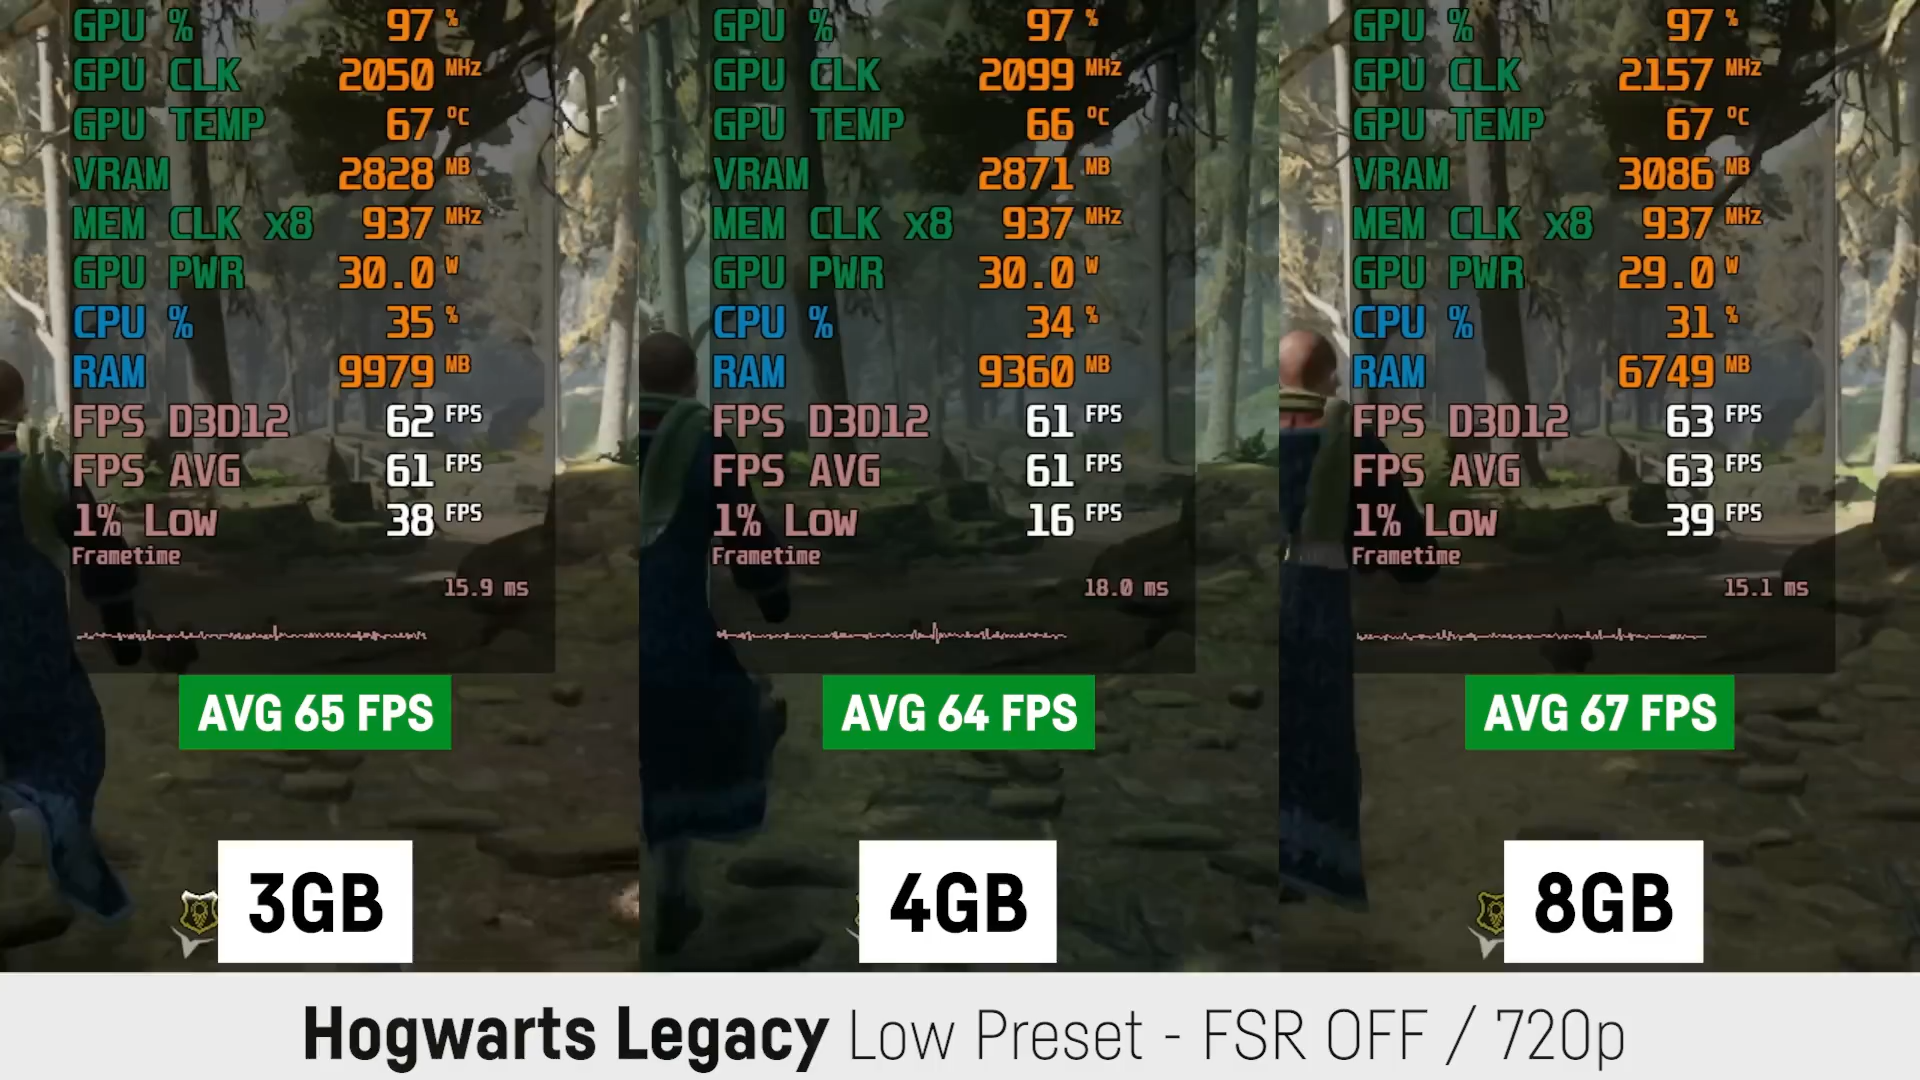 GPU % 97 %
GPU CLK 2050 MHz
GPU TEMP 67 °C
VRAM 2828 MB
MEM CLK x8 937 MHz
GPU PWR 30.0 W
CPU % 35 %
RAM 9979 MB
FPS D3D12 62 FPS
FPS AVG 61 FPS
1% Low 38 FPS
Frametime
15.9 ms
AVG 65 FPS
3GB
GPU % 97 %
GPU CLK 2099 MHz
GPU TEMP 66 °C
VRAM 2871 MB
MEM CLK x8 937 MHz
GPU PWR 30.0 W
CPU % 34 %
RAM 9360 MB
FPS D3D12 61 FPS
FPS AVG 61 FPS
1% Low 16 FPS
Frametime
18.0 ms
AVG 64 FPS
4GB
GPU % 97 %
GPU CLK 2157 MHz
GPU TEMP 67 °C
VRAM 3086 MB
MEM CLK x8 937 MHz
GPU PWR 29.0 W
CPU % 31 %
RAM 6749 MB
FPS D3D12 63 FPS
FPS AVG 63 FPS
1% Low 39 FPS
Frametime
15.1 ms
AVG 67 FPS
8GB
Hogwarts Legacy Low Preset - FSR OFF / 720p